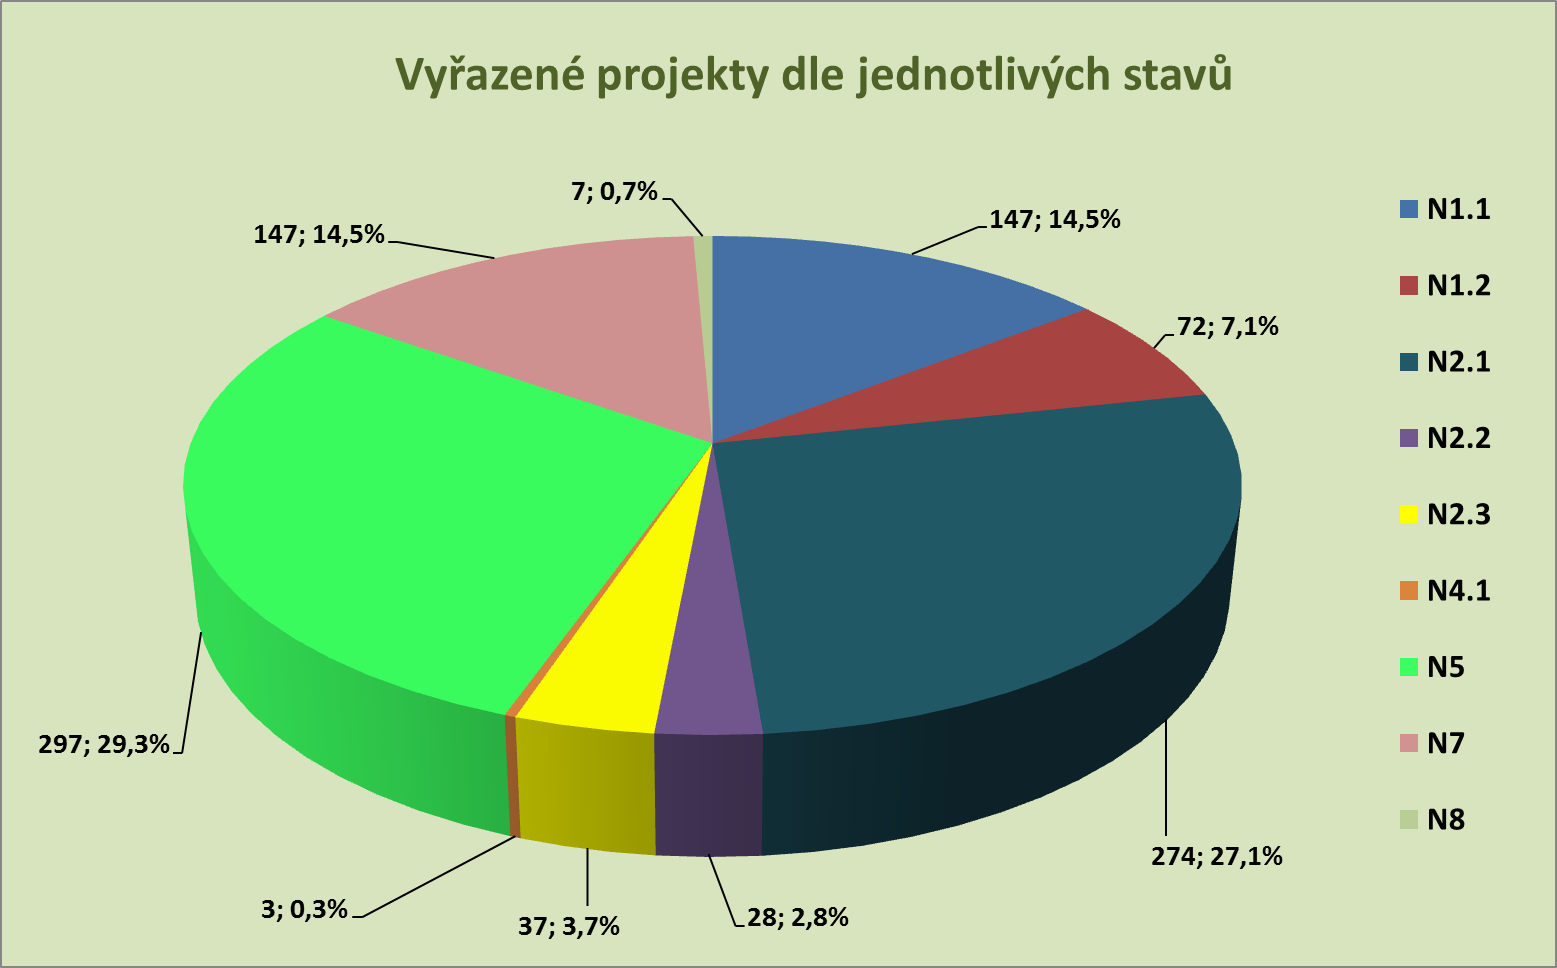 Vyřazené projekty dle jednotlivých stavů
7; 0,7%
147; 14,5%
147; 14,5%
72; 7,1%
297; 29,3%
274; 27,1%
3; 0,3%
37; 3,7%
28; 2,8%
N1.1
N1.2
N2.1
N2.2
N2.3
N4.1
N5
N7
N8